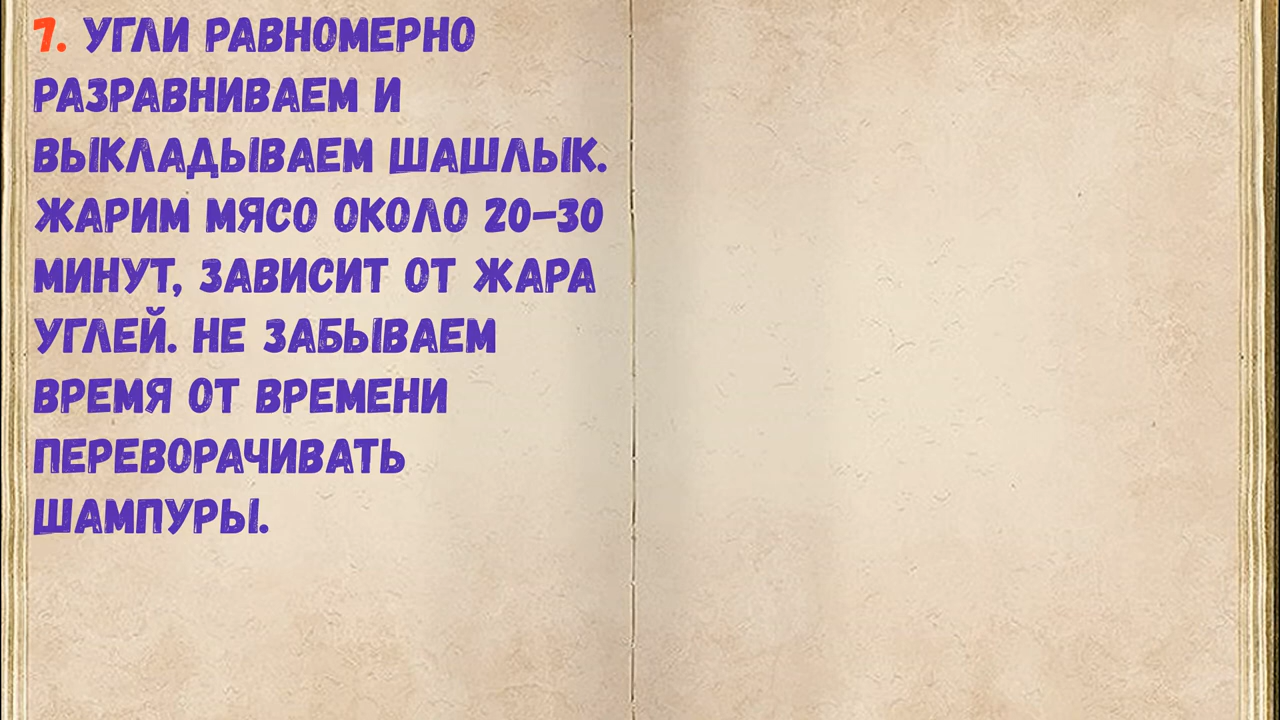 7. УГЛИ РАВНОМЕРНО
РАЗРАВНИВАЕМ И
ВЫКЛАДЫВАЕМ ШАШЛЫК.
ЖАРИМ МЯСО ОКОЛО 20-30
МИНУТ, ЗАВИСИТ ОТ ЖАРА
УГЛЕЙ. НЕ ЗАБЫВАЕМ
ВРЕМЯ ОТ ВРЕМЕНИ
ПЕРЕВОРАЧИВАТЬ
ШАМПУРЫ.